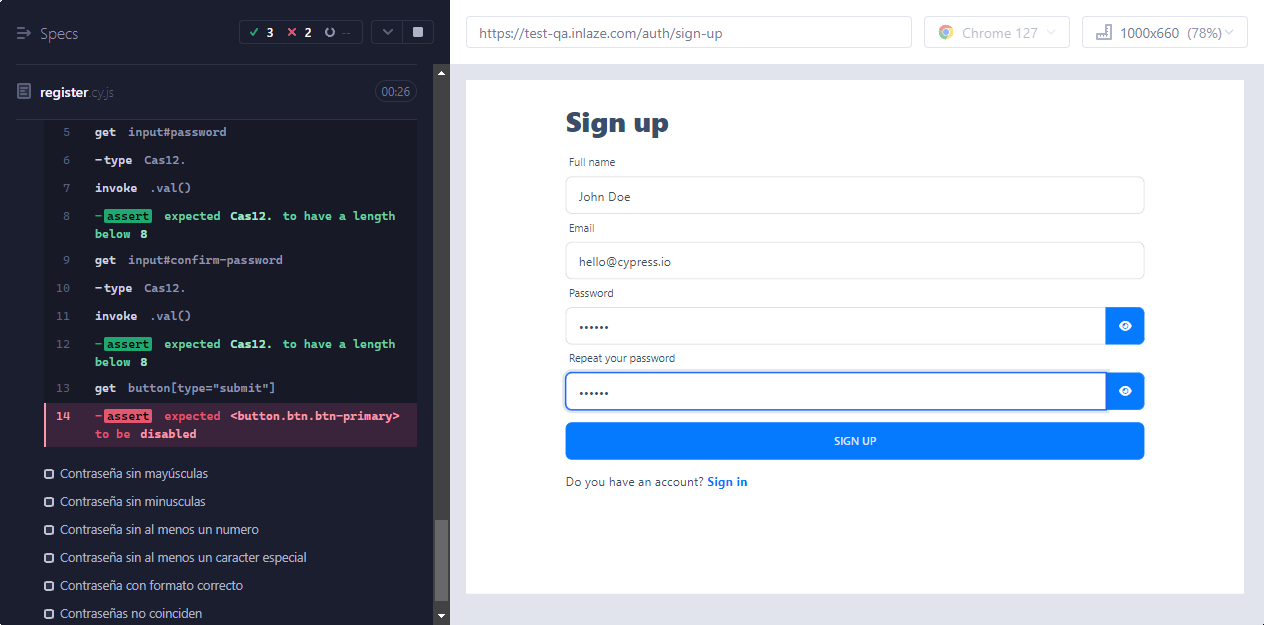 Specs
3 2 --
register.cy.js 00:26
5 get input#password
6 -type Cas12.
7 invoke .val()
8 -assert expected Cas12. to have a length
below 8
9 get input#confirm-password
10 -type Cas12.
11 invoke .val()
12 -assert expected Cas12. to have a length
below 8
13 get button[type="submit"]
14 -assert expected <button.btn.btn-primary>
to be disabled
Contraseña sin mayúsculas
Contraseña sin minusculas
Contraseña sin al menos un numero
Contraseña sin al menos un caracter especial
Contraseña con formato correcto
Contraseñas no coinciden
https://test-qa.inlaze.com/auth/sign-up
Chrome 127
1000x660 (78%)
Sign up
Full name
John Doe
Email
hello@cypress.io
Password
••••••
Repeat your password
••••••
SIGN UP
Do you have an account? Sign in